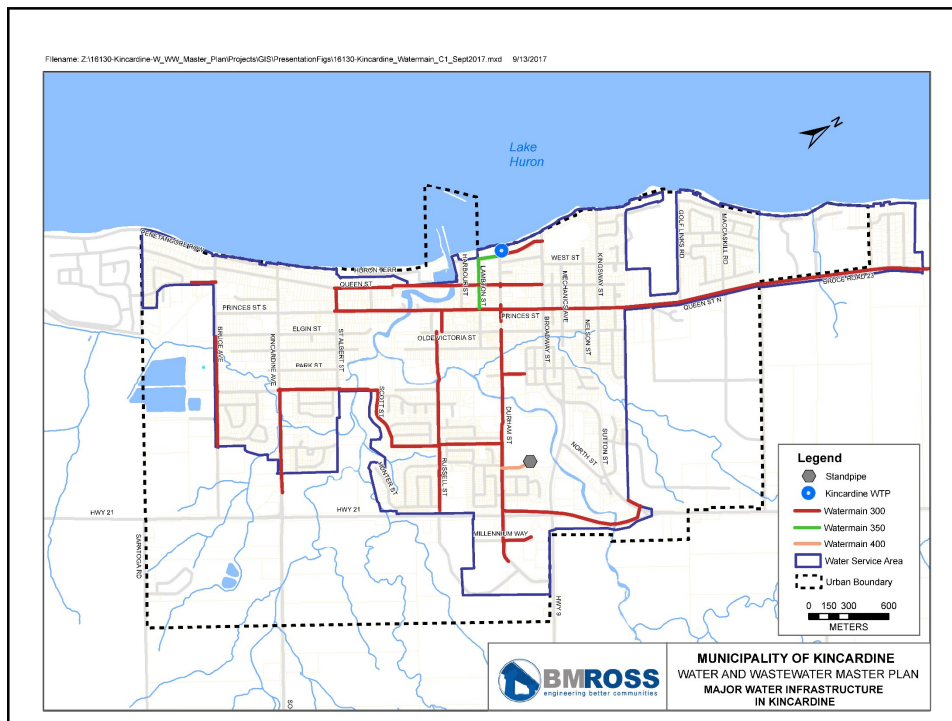 Filename: Z:\16130-Kincardine-W_WW_Master_Plan\Projects\GIS\PresentationFigs\16130-Kincardine_Watermain_C1_Sept2017.mxd 9/13/2017
N
Lake
Huron
GOLF LINKS RD
MACCASKILL RD
HURON TERR
HARBOUR ST
LAMBTON ST
WEST ST
KINGSWAY ST
MECHANICS AVE
QUEEN ST
QUEEN ST N
BRUCE ROAD 23
PRINCES ST S
PRINCES ST
BRUCE AVE
KINCARDINE AVE
ELGIN ST
ST ALBERT ST
OLDE VICTORIA ST
BROADWAY ST
NELSON ST
PARK ST
SCOTT ST
DURHAM ST
RUSSELL ST
HUNTER ST
NORTH ST
SUTTON ST
HWY 21
HWY 21
MILLENNIUM WAY
SARATOGA RD
HWY 9
SO
Legend
Standpipe
Kincardine WTP
Watermain 300
Watermain 350
Watermain 400
Water Service Area
Urban Boundary
0 150 300 600
METERS
BMROSS
engineering better communities
MUNICIPALITY OF KINCARDINE
WATER AND WASTEWATER MASTER PLAN
MAJOR WATER INFRASTRUCTURE
IN KINCARDINE